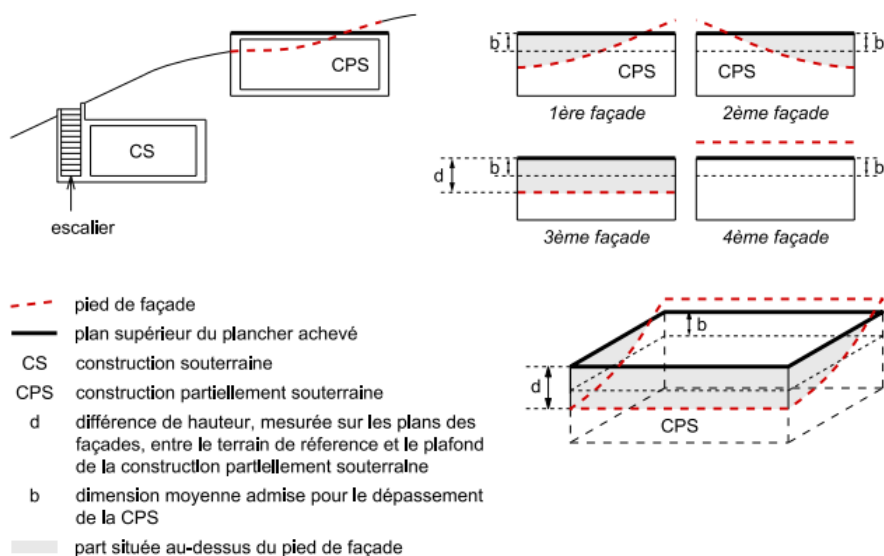 CPS
CS
escalier
b
CPS
1ère façade
CPS
b
2ème façade
d
b
3ème façade
b
4ème façade
pied de façade
plan supérieur du plancher achevé
CS construction souterraine
CPS construction partiellement souterraine
d différence de hauteur, mesurée sur les plans des
façades, entre le terrain de réference et le plafond
de la construction partiellement souterraine
b dimension moyenne admise pour le dépassement
de la CPS
part située au-dessus du pied de façade
b
d
CPS